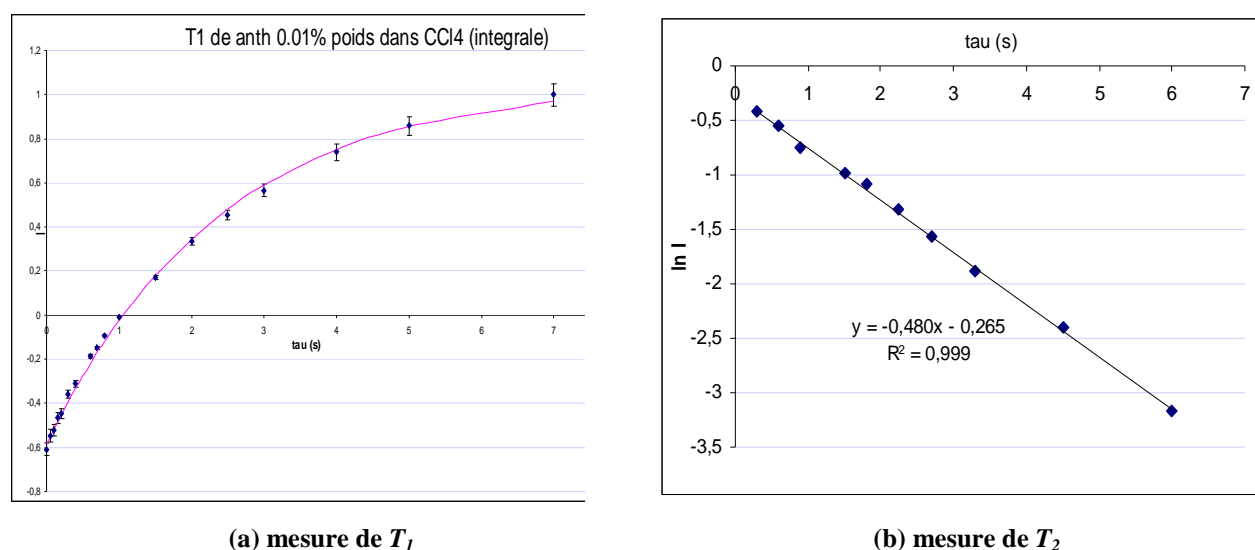 T1 de anth 0.01% poids dans CCl4 (integrale)
1,2
1
0,8
0,6
0,4
0,2
0
-0,2
-0,4
-0,6
-0,8
I
0 1 2 3 4 5 6 7
tau (s)
(a) mesure de T1
tau (s)
0 1 2 3 4 5 6 7
0
-0,5
-1
-1,5
-2
-2,5
-3
-3,5
ln I
y = -0,480x - 0,265
R² = 0,999
(b) mesure de T2